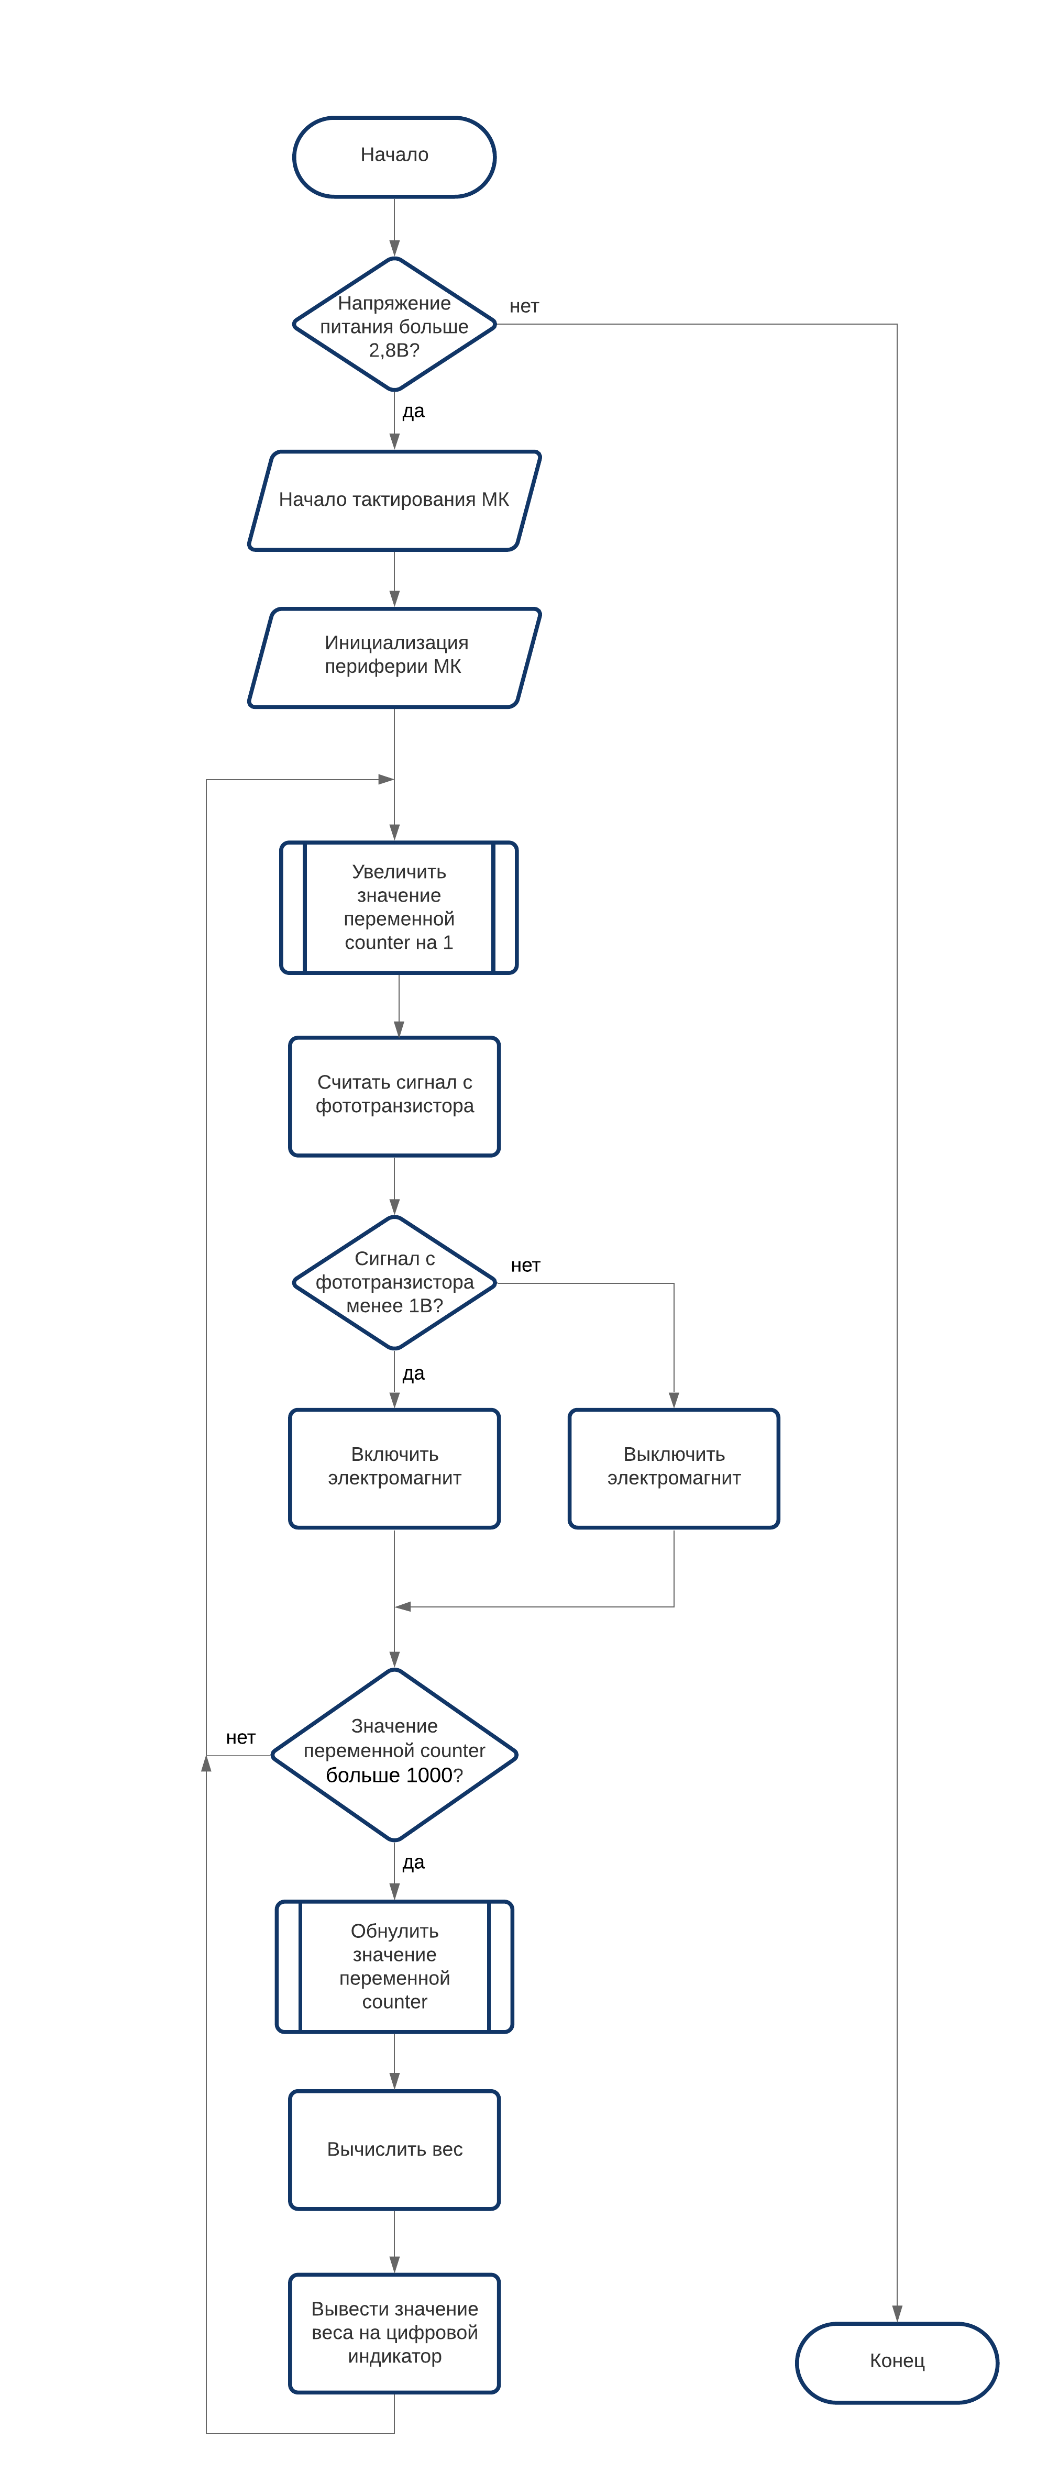 Начало
Напряжение
питания больше
2,8В?
нет
да
Начало тактирования МК
Инициализация
периферии МК
Увеличить
значение
переменной
counter на 1
Считать сигнал с
фототранзистора
Сигнал с
фототранзистора
менее 1В?
нет
да
Включить
электромагнит
Выключить
электромагнит
Значение
переменной counter
больше 1000?
нет
да
Обнулить
значение
переменной
counter
Вычислить вес
Вывести значение
веса на цифровой
индикатор
Конец